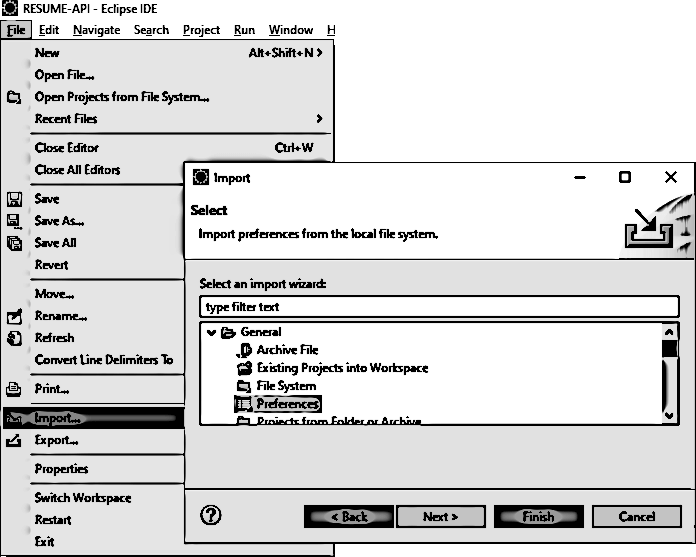 RESUME-API - Eclipse IDE
File Edit Navigate Search Project Run Window H
New Alt+Shift+N >
Open File...
Open Projects from File System...
Recent Files >
Close Editor Ctrl+W
Close All Editors
Save
Save As...
Save All
Revert
Move...
Rename...
Refresh
Convert Line Delimiters To
Print...
Import...
Export...
Properties
Switch Workspace
Restart
Exit
Import
Select
Import preferences from the local file system.
Select an import wizard:
type filter text
General
Archive File
Existing Projects into Workspace
File System
Preferences
Projects from Folder or Archive
? < Back Next > Finish Cancel